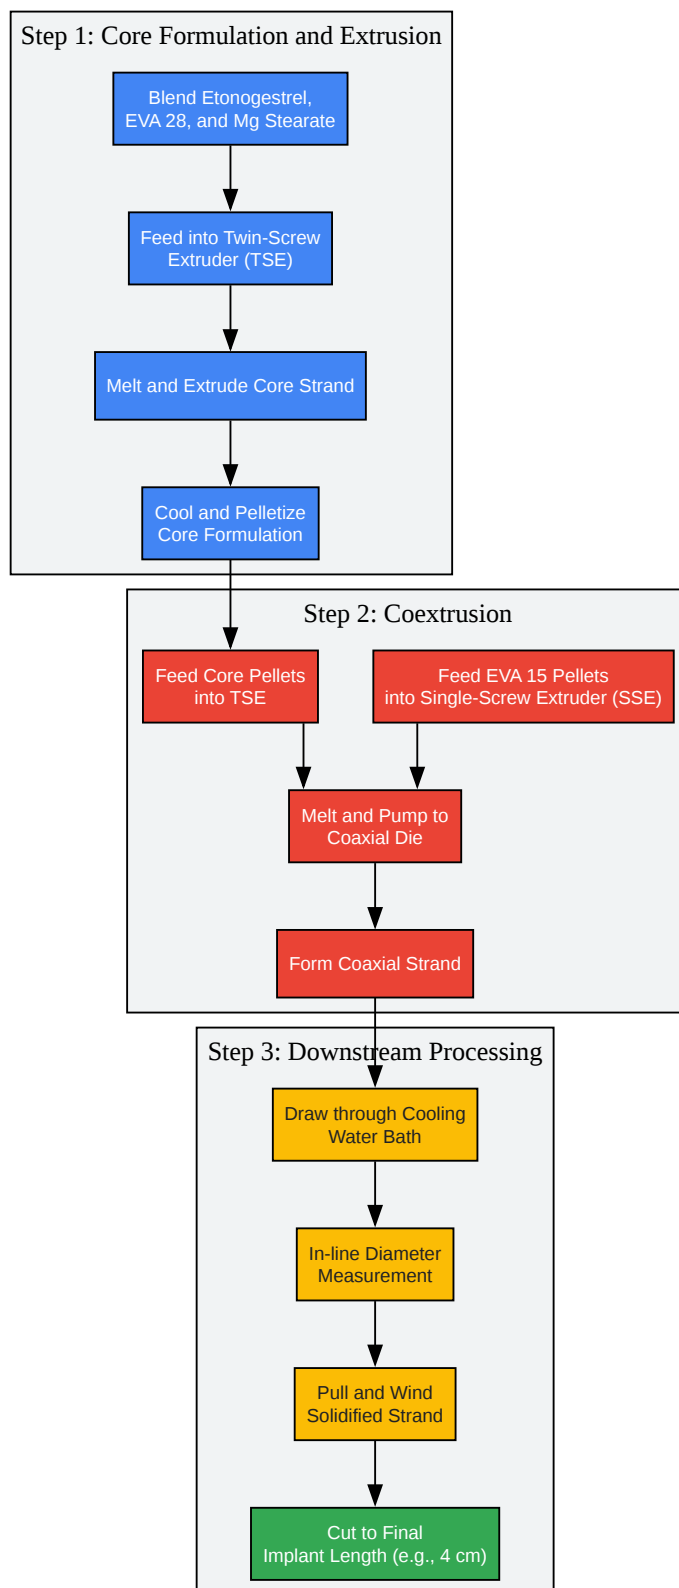 Step 1: Core Formulation and Extrusion
Blend Etonogestrel,
EVA 28, and Mg Stearate
Feed into Twin-Screw
Extruder (TSE)
Melt and Extrude Core Strand
Cool and Pelletize
Core Formulation
Step 2: Coextrusion
Feed Core Pellets
into TSE
Feed EVA 15 Pellets
into Single-Screw Extruder (SSE)
Melt and Pump to
Coaxial Die
Form Coaxial Strand
Step 3: Downstream Processing
Draw through Cooling
Water Bath
In-line Diameter
Measurement
Pull and Wind
Solidified Strand
Cut to Final
Implant Length (e.g., 4 cm)